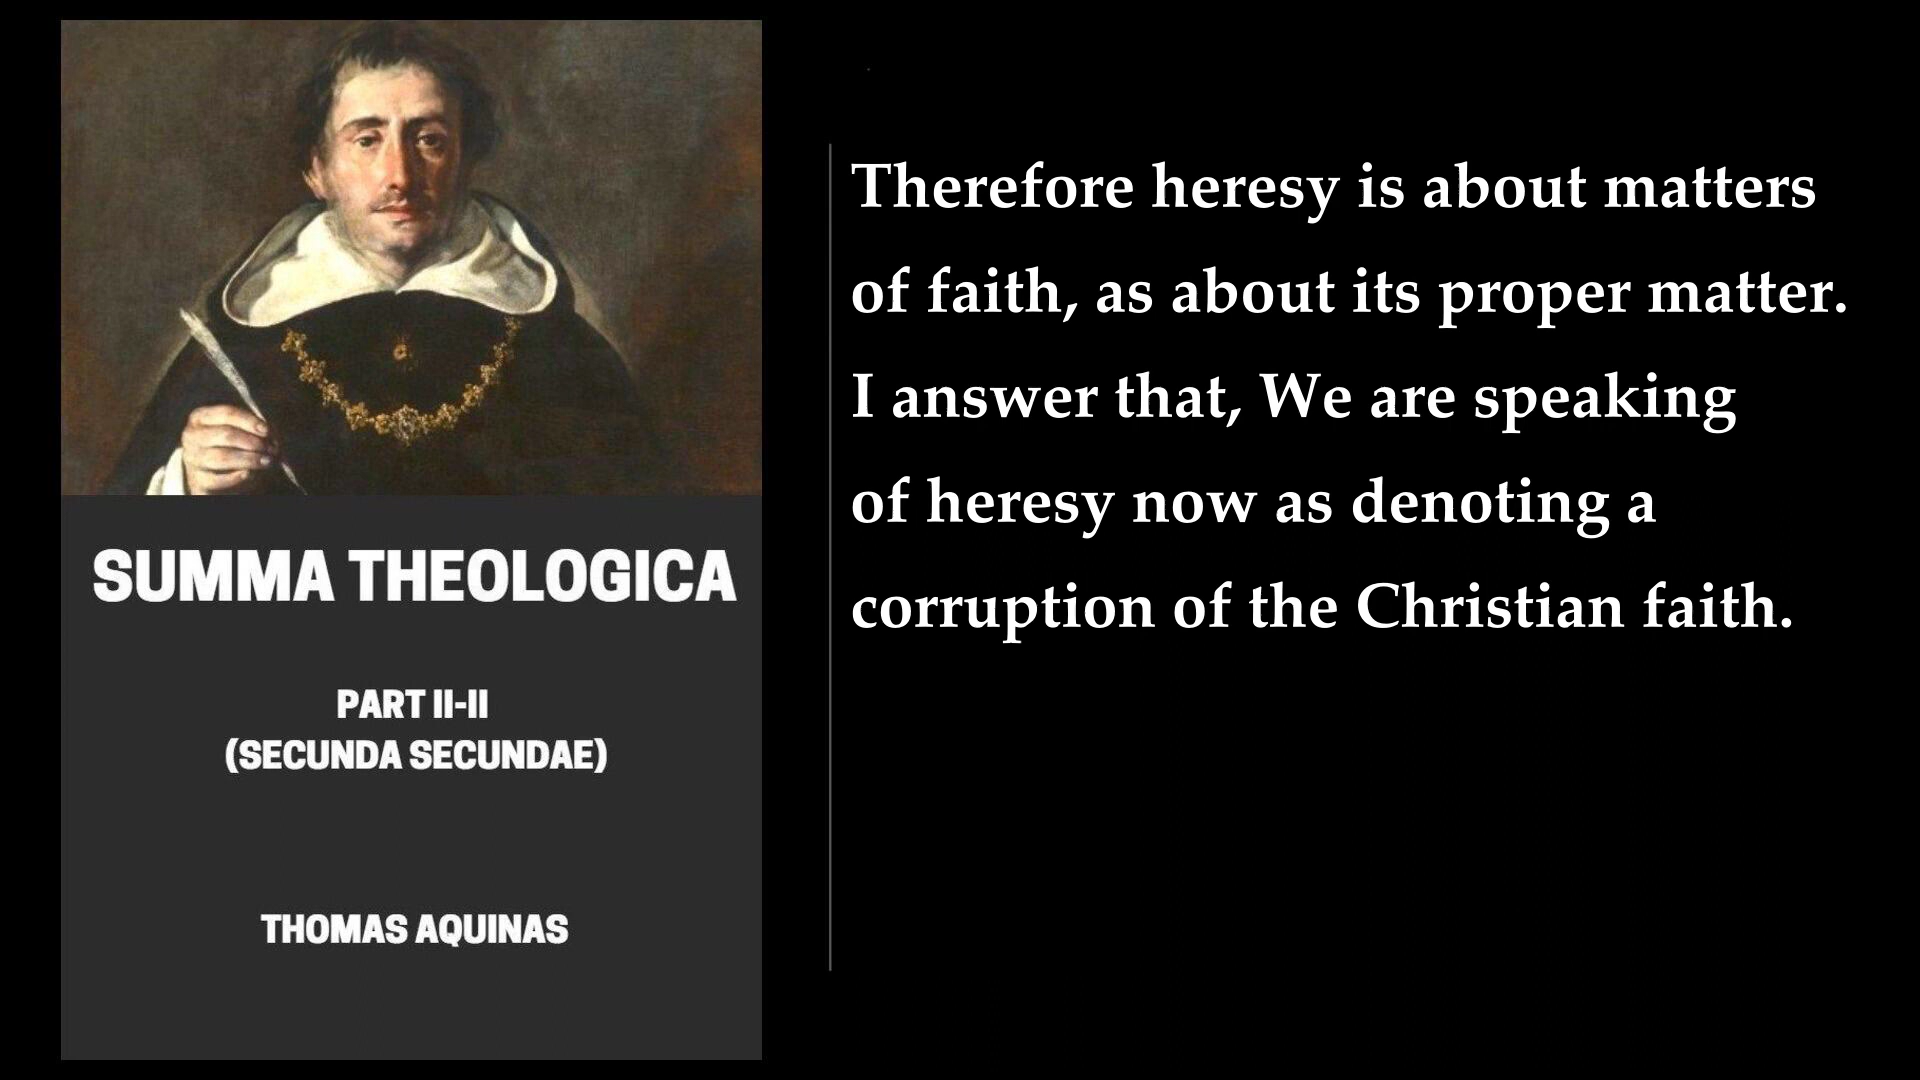 SUMMA THEOLOGICA
PART II-II
(SECUNDA SECUNDAE)
THOMAS AQUINAS
Therefore heresy is about matters
of faith, as about its proper matter.
I answer that, We are speaking
of heresy now as denoting a
corruption of the Christian faith.